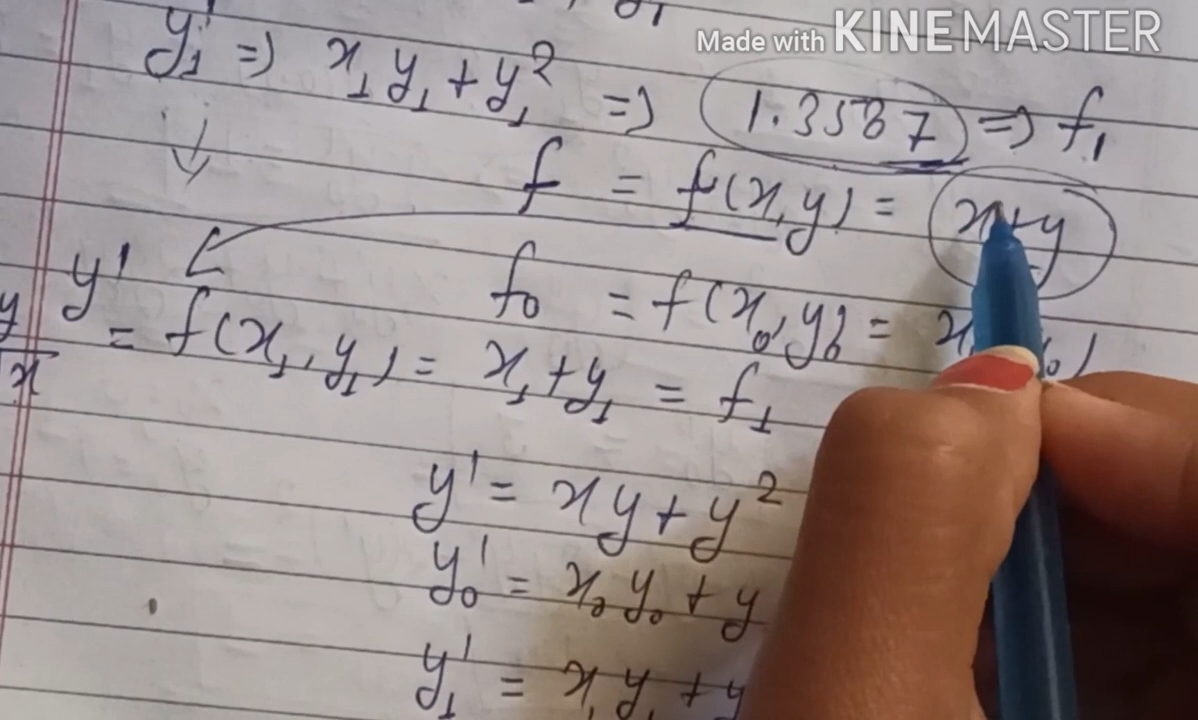 Made with KINEMASTER
y₁' ⇒ x₁y₁ + y₁² ⇒ 1.3587 ⇒ f₁
f = f(x, y) = x+y
f₀ = f(x₀, y₀) = x
y' = f(x₁, y₁) = x₁+y₁ = f₁
y' = xy + y²
y₀' = x₀y₀ + y
y₁' = x₁y₁ + y